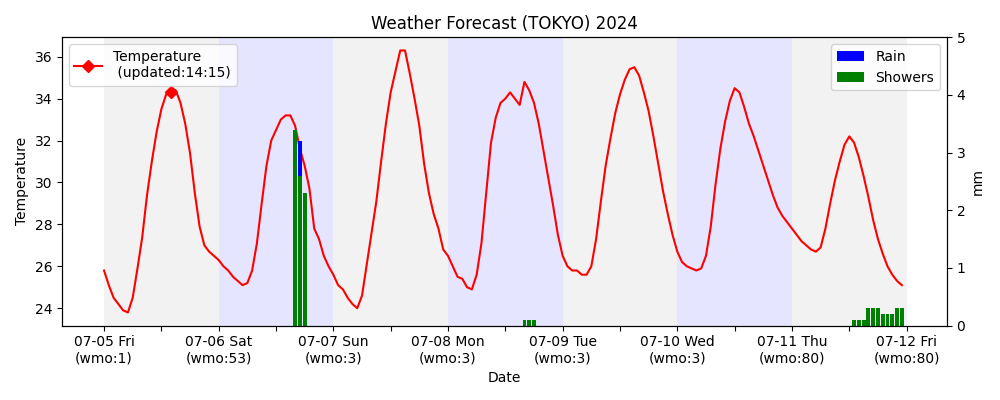 Weather Forecast (TOKYO) 2024
Temperature
(updated:14:15)
Rain
Showers
Temperature
36
34
32
30
28
26
24
5
4
3
2
1
0
mm
07-05 Fri
(wmo:1)
07-06 Sat
(wmo:53)
07-07 Sun
(wmo:3)
07-08 Mon
(wmo:3)
07-09 Tue
(wmo:3)
07-10 Wed
(wmo:3)
07-11 Thu
(wmo:80)
07-12 Fri
(wmo:80)
Date